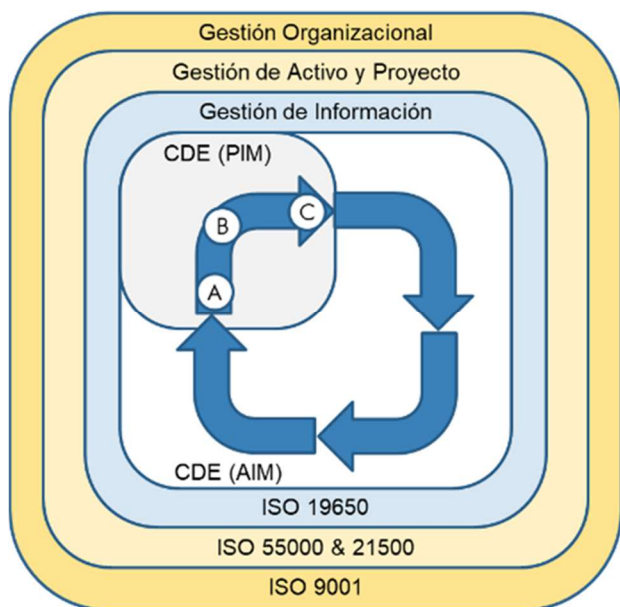 Gestión Organizacional
Gestión de Activo y Proyecto
Gestión de Información
CDE (PIM)
B
C
A
CDE (AIM)
ISO 19650
ISO 55000 & 21500
ISO 9001